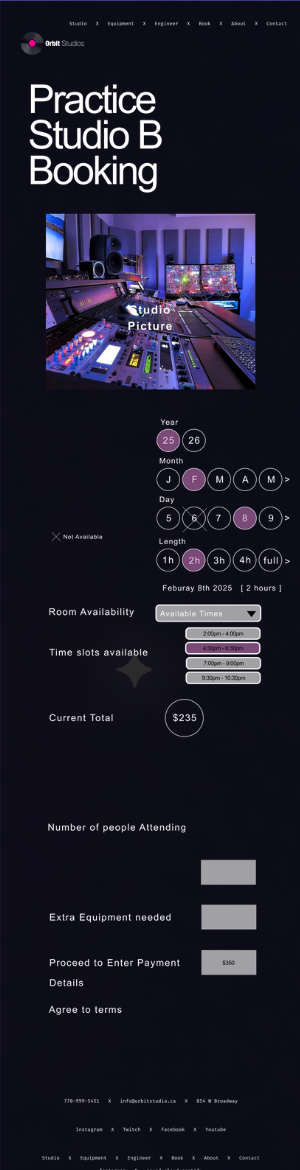 Studio X Equipment X Engineer X Book X About X Contact
Orbit Studios
Practice
Studio B
Booking
Studio
Picture
Year
25 26
Month
J F M A M >
Day
5 6 7 8 9 >
Not Available
Length
1h 2h 3h 4h full >
Feburay 8th 2025 [ 2 hours ]
Room Availability
Available Times
2:00pm - 4:00pm
Time slots available
4:30pm - 6:30pm
7:00pm - 9:00pm
9:30pm - 10:30pm
Current Total
$235
Number of people Attending
Extra Equipment needed
Proceed to Enter Payment
Details
$350
Agree to terms
778-999-5451 X info@orbitstudio.ca X 854 W Broadway
Instagram X Twitch X Facebook X Youtube
Studio X Equipment X Engineer X Book X About X Contact